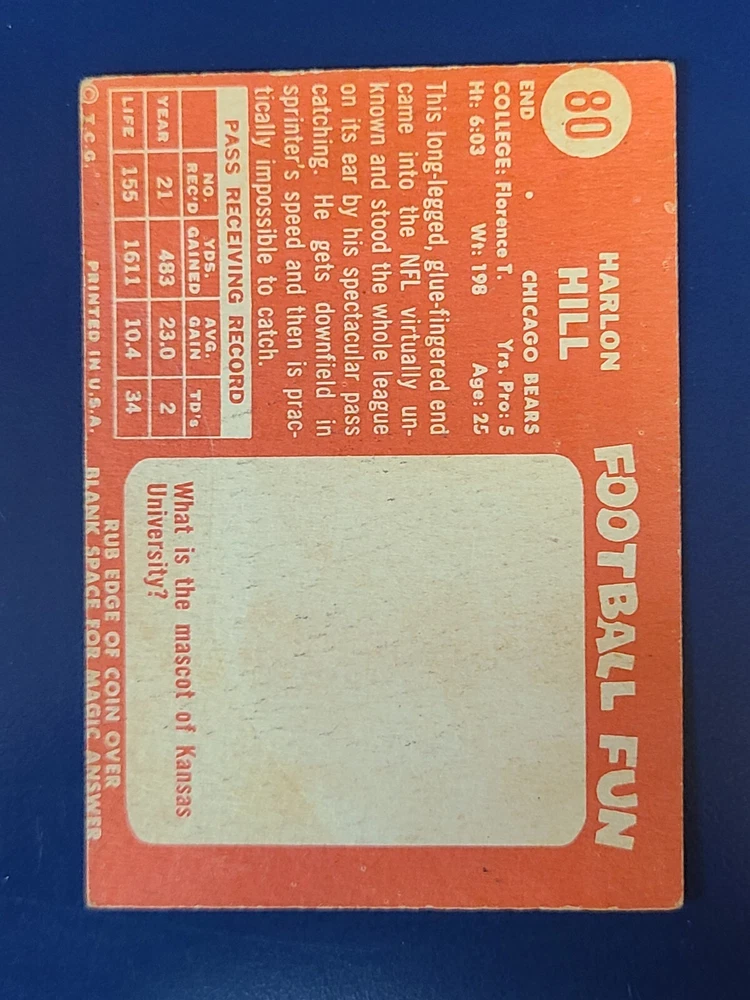 80
HARLON
HILL
END CHICAGO BEARS
COLLEGE: Florence T. Yrs. Pro: 5
Ht: 6:03 Wt: 198 Age: 25
This long-legged, glue-fingered end
came into the NFL virtually un-
known and stood the whole league
on its ear by his spectacular pass
catching. He gets downfield in
sprinter's speed and then is prac-
tically impossible to catch.
PASS RECEIVING RECORD
NO. REC'D YDS. GAINED AVG. GAIN TD's
YEAR 21 483 23.0 2
LIFE 155 1611 10.4 34
© T.C.G. PRINTED IN U.S.A.
FOOTBALL FUN
What is the mascot of Kansas
University?
RUB EDGE OF COIN OVER
BLANK SPACE FOR MAGIC ANSWER